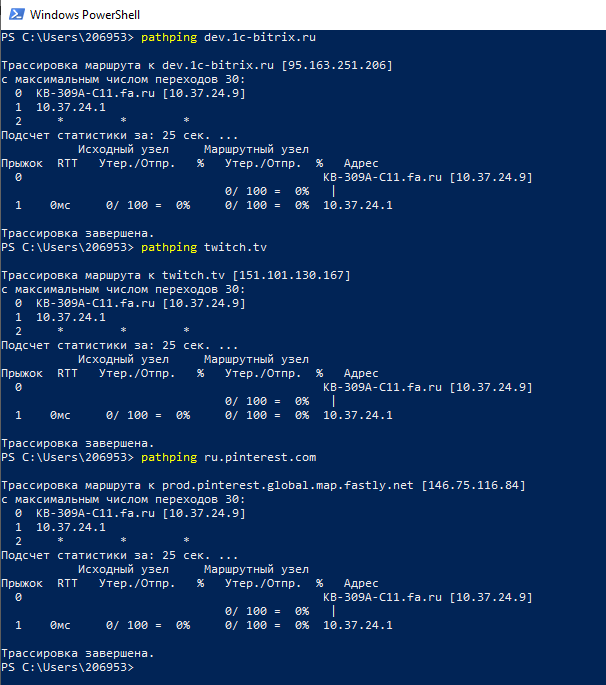 Windows PowerShell
PS C:\Users\206953> pathping dev.1c-bitrix.ru
Трассировка маршрута к dev.1c-bitrix.ru [95.163.251.206]
с максимальным числом переходов 30:
0 KB-309A-C11.fa.ru [10.37.24.9]
1 10.37.24.1
2 * * *
Подсчет статистики за: 25 сек. ...
Исходный узел Маршрутный узел
Прыжок RTT Утер./Отпр. % Утер./Отпр. % Адрес
0 KB-309A-C11.fa.ru [10.37.24.9]
0/ 100 = 0% |
1 0мс 0/ 100 = 0% 0/ 100 = 0% 10.37.24.1
Трассировка завершена.
PS C:\Users\206953> pathping twitch.tv
Трассировка маршрута к twitch.tv [151.101.130.167]
с максимальным числом переходов 30:
0 KB-309A-C11.fa.ru [10.37.24.9]
1 10.37.24.1
2 * * *
Подсчет статистики за: 25 сек. ...
Исходный узел Маршрутный узел
Прыжок RTT Утер./Отпр. % Утер./Отпр. % Адрес
0 KB-309A-C11.fa.ru [10.37.24.9]
0/ 100 = 0% |
1 0мс 0/ 100 = 0% 0/ 100 = 0% 10.37.24.1
Трассировка завершена.
PS C:\Users\206953> pathping ru.pinterest.com
Трассировка маршрута к prod.pinterest.global.map.fastly.net [146.75.116.84]
с максимальным числом переходов 30:
0 KB-309A-C11.fa.ru [10.37.24.9]
1 10.37.24.1
2 * * *
Подсчет статистики за: 25 сек. ...
Исходный узел Маршрутный узел
Прыжок RTT Утер./Отпр. % Утер./Отпр. % Адрес
0 KB-309A-C11.fa.ru [10.37.24.9]
0/ 100 = 0% |
1 0мс 0/ 100 = 0% 0/ 100 = 0% 10.37.24.1
Трассировка завершена.
PS C:\Users\206953>